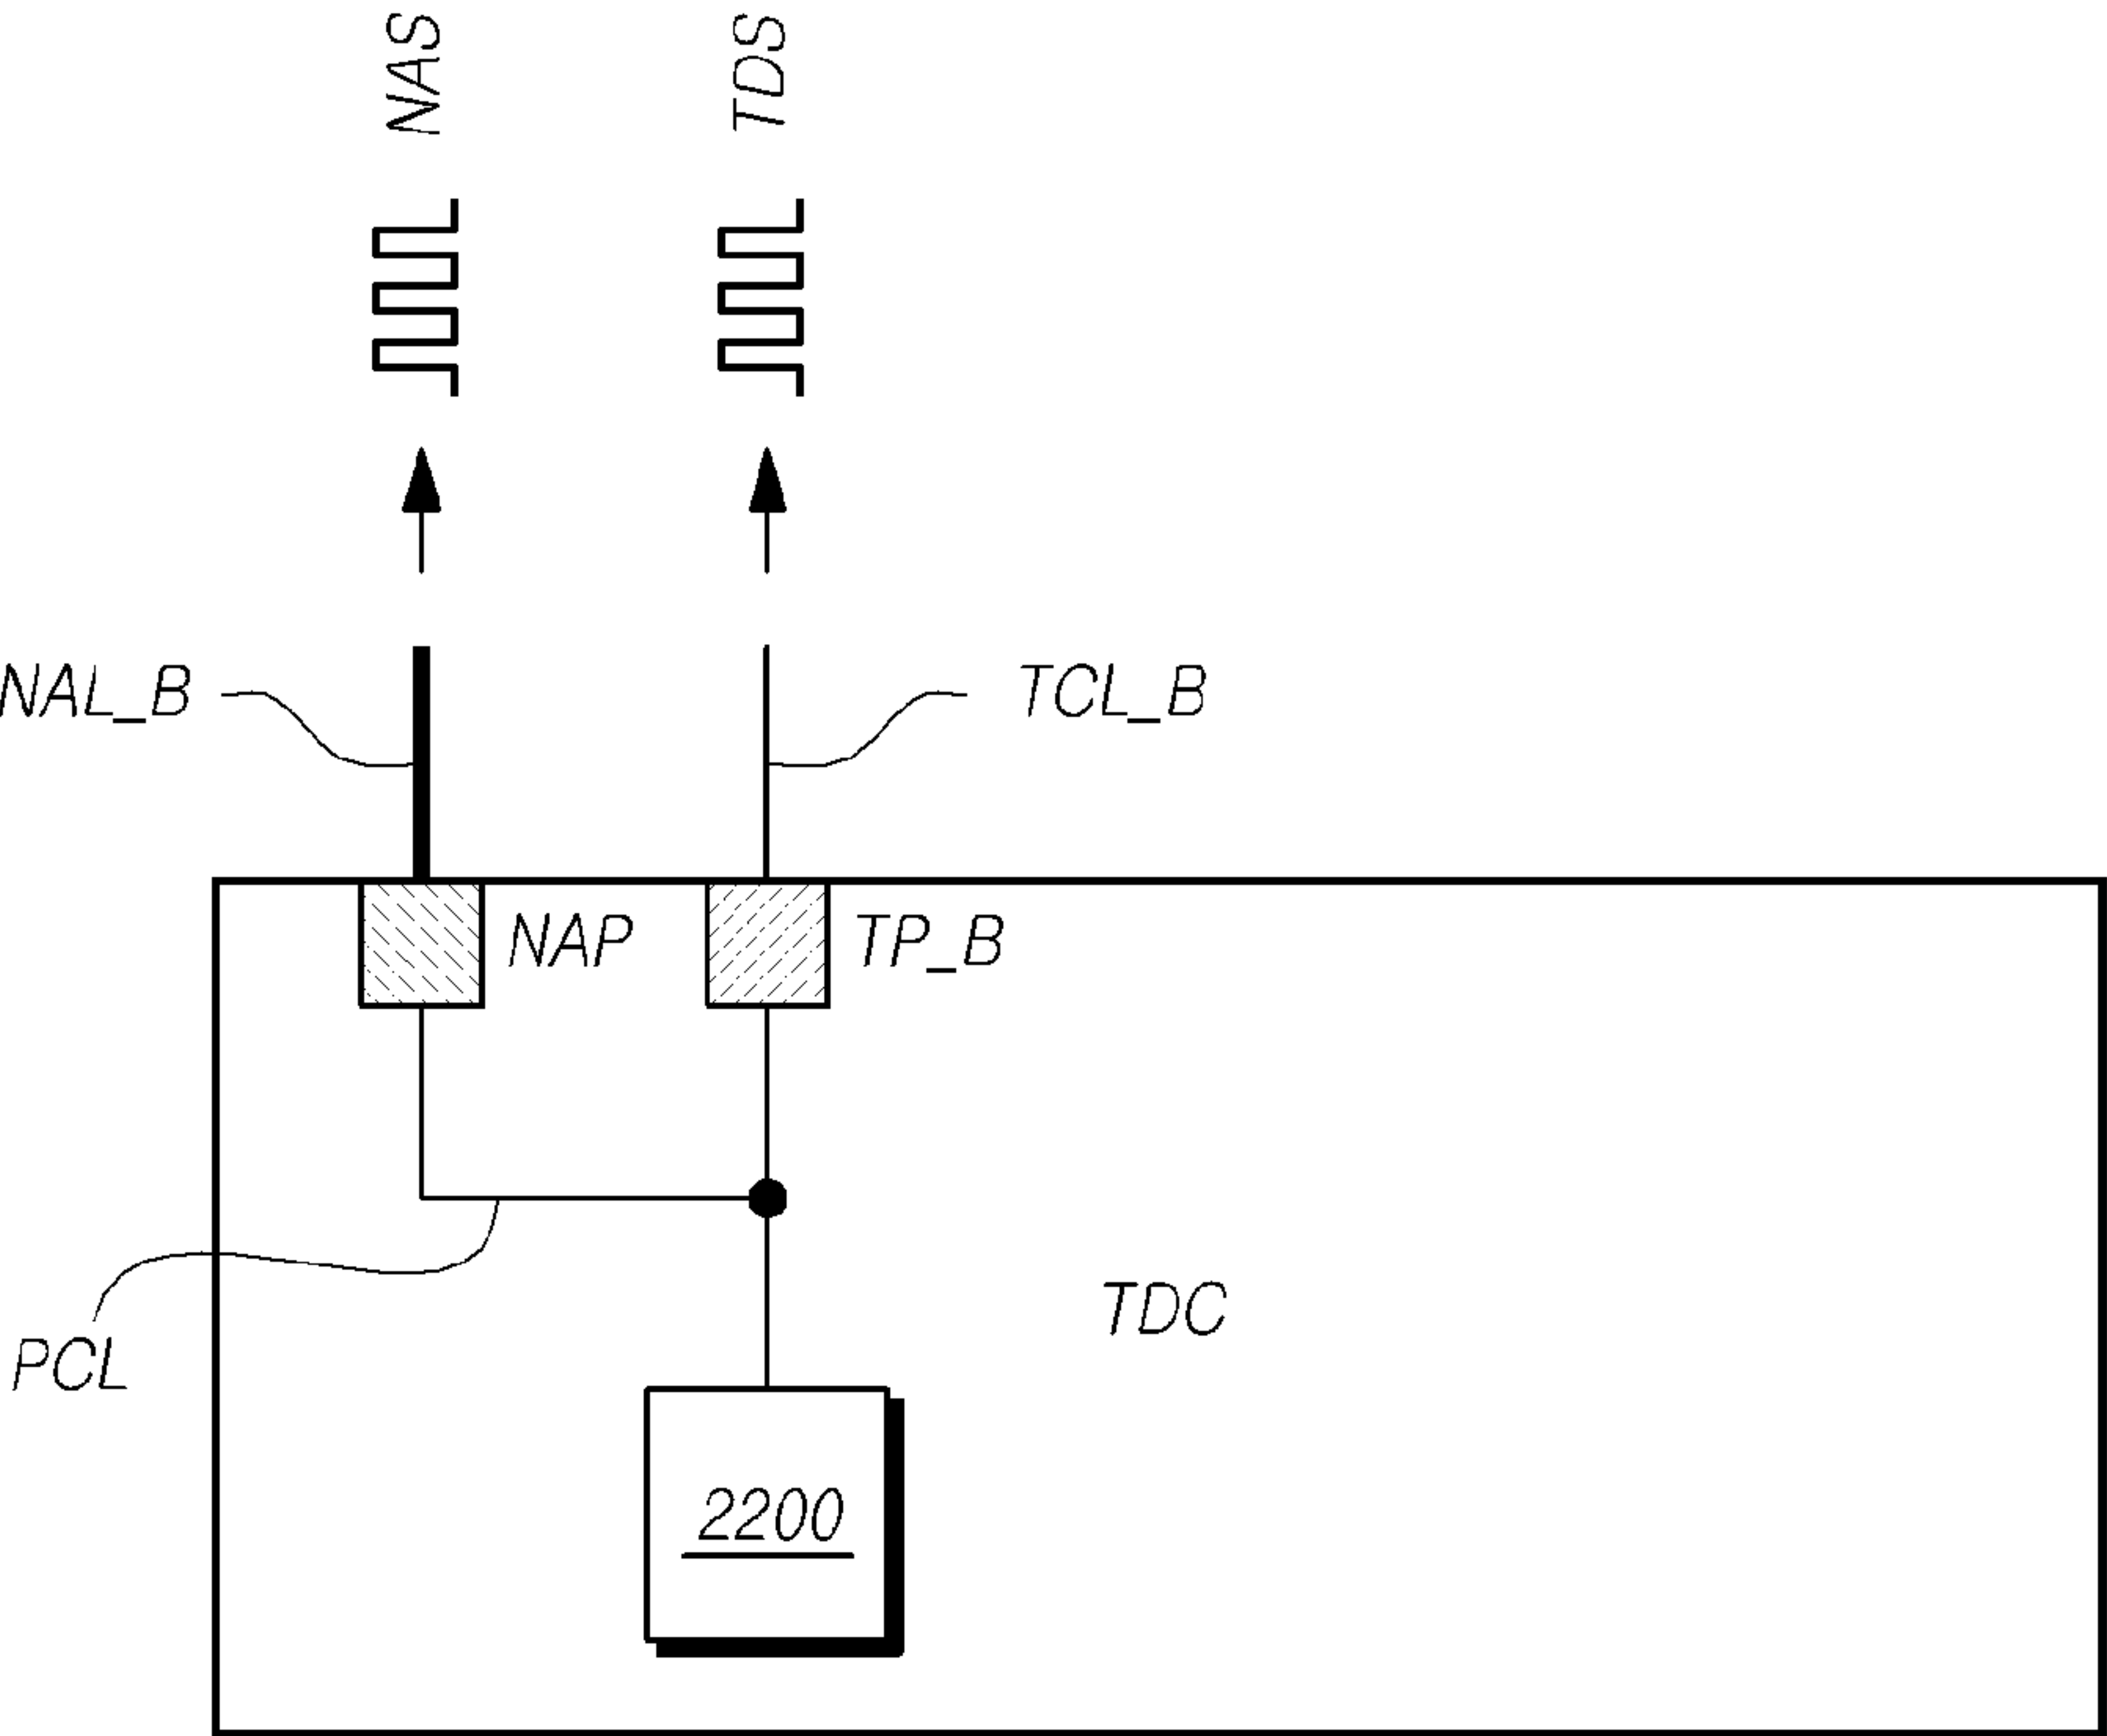 NAS
TDS
NAL_B
TCL_B
NAP
TP_B
TDC
PCL
2200